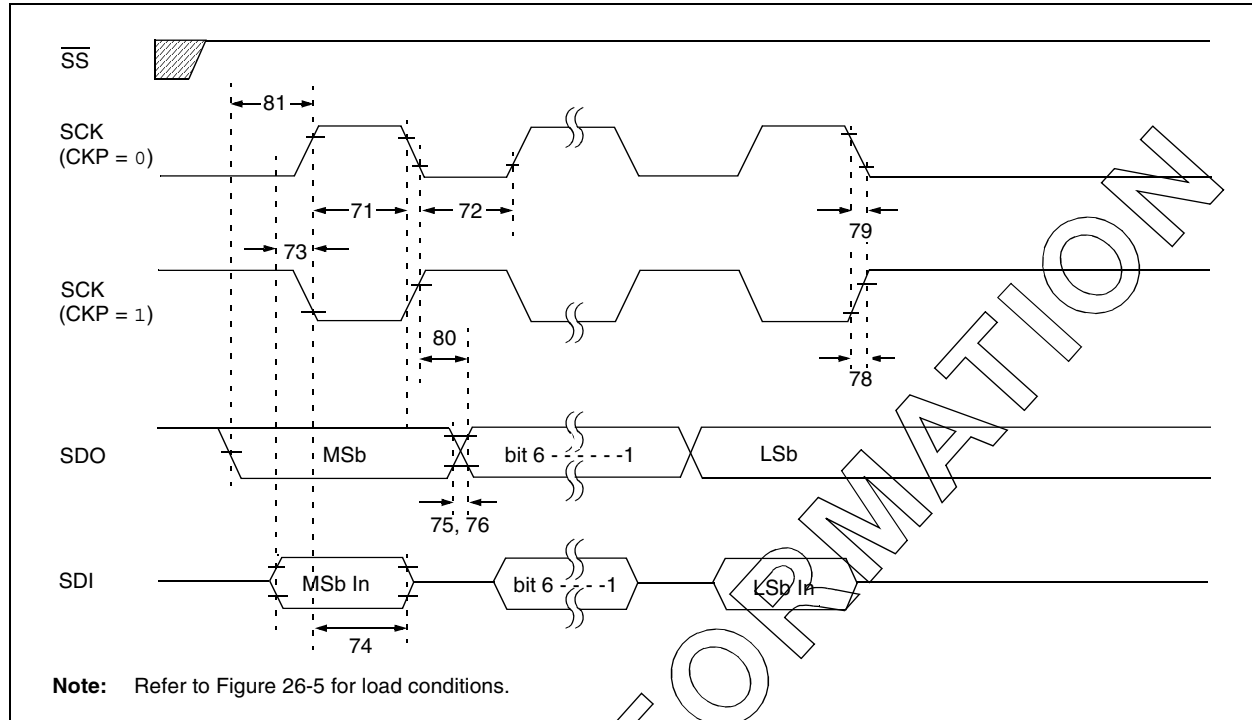 SS
81
SCK
(CKP = 0)
71
72
79
73
SCK
(CKP = 1)
80
78
SDO
MSb
bit 6 - - - - - -1
LSb
75, 76
SDI
MSb In
bit 6 - - - - -1
LSb In
74
Note: Refer to Figure 26-5 for load conditions.
FORMATION